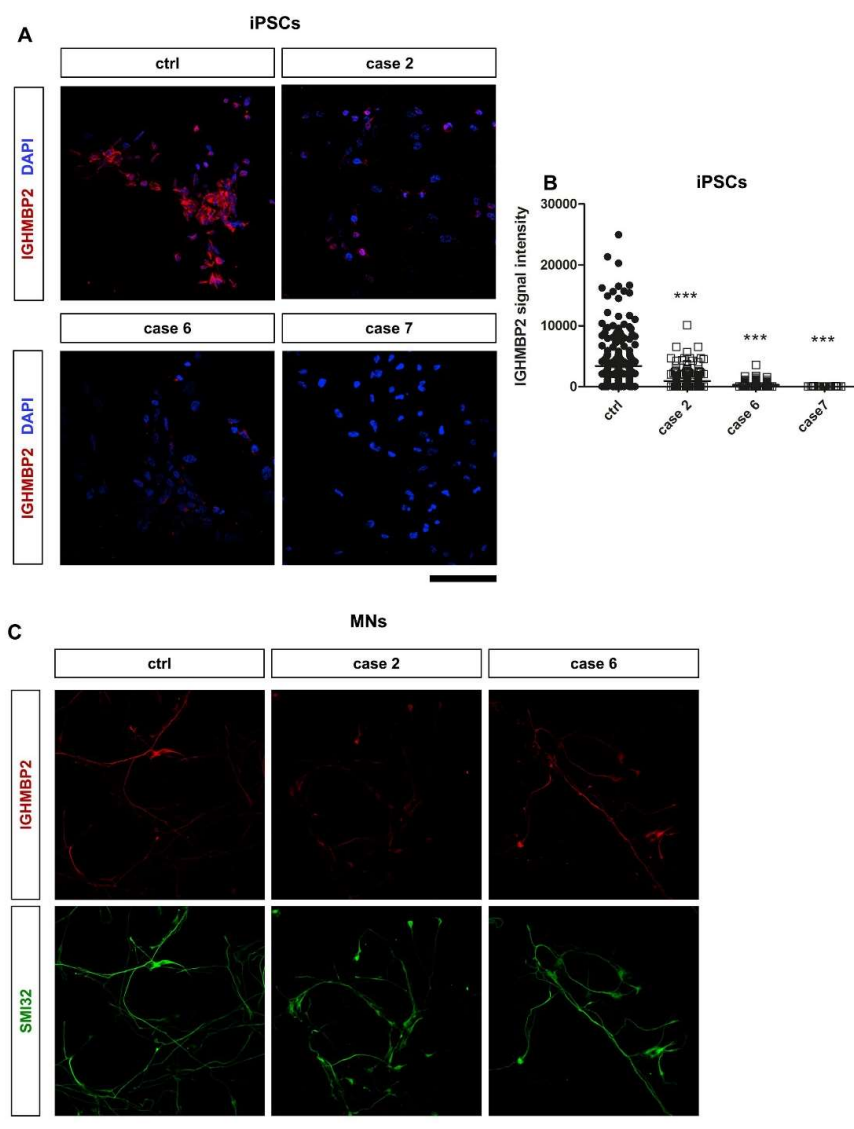 A
iPSCs
ctrl
case 2
IGHMBP2 DAPI
case 6
case 7
IGHMBP2 DAPI
B
iPSCs
IGHMBP2 signal intensity
30000
20000
10000
0
***
***
***
ctrl
case 2
case 6
case7
C
MNs
ctrl
case 2
case 6
IGHMBP2
SMI32